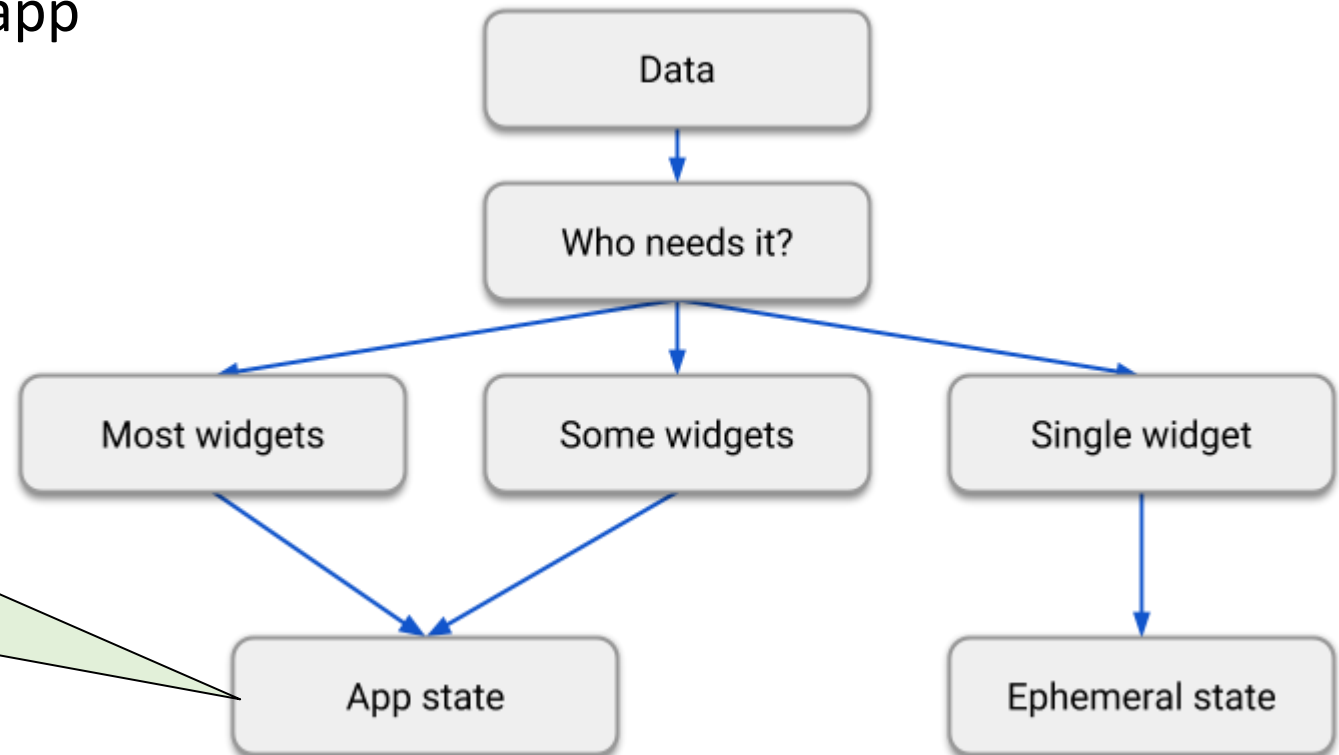 app
Data
Who needs it?
Most widgets
Some widgets
Single widget
App state
Ephemeral state